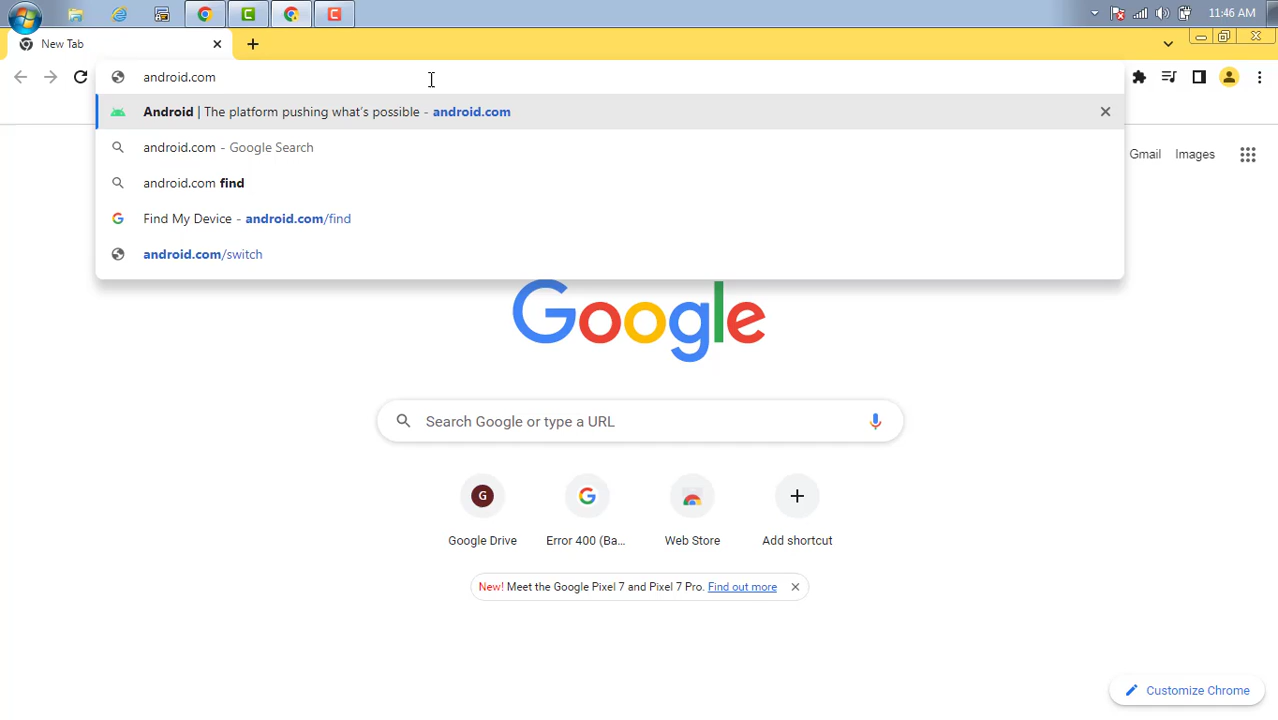 11:46 AM
New Tab
android.com
Android | The platform pushing what's possible - android.com
android.com - Google Search
android.com find
Find My Device - android.com/find
android.com/switch
Gmail Images
Google
Search Google or type a URL
G
Google Drive Error 400 (Ba... Web Store Add shortcut
New! Meet the Google Pixel 7 and Pixel 7 Pro. Find out more
Customize Chrome